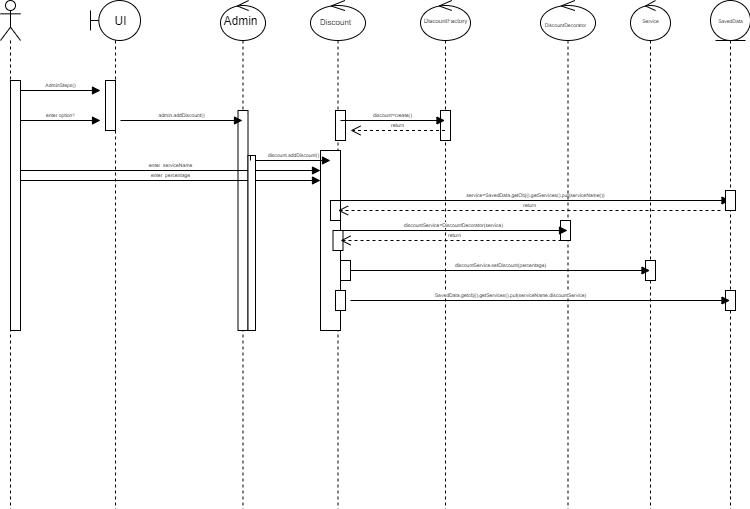 UI
Admin
Discount
DiscountFactory
DiscountDecorator
Service
SavedData
AdminSteps()
enter option?
admin.addDiscount()
discount=create()
return
discount.addDiscount()
enter serviceName
enter percentage
service=SavedData.getObj().getServices().put(serviceName())
return
discountService=DiscountDecorator(service)
return
discountService.setDiscount(percentage)
SavedData.getobj().getServices().put(serviceName,discountService)